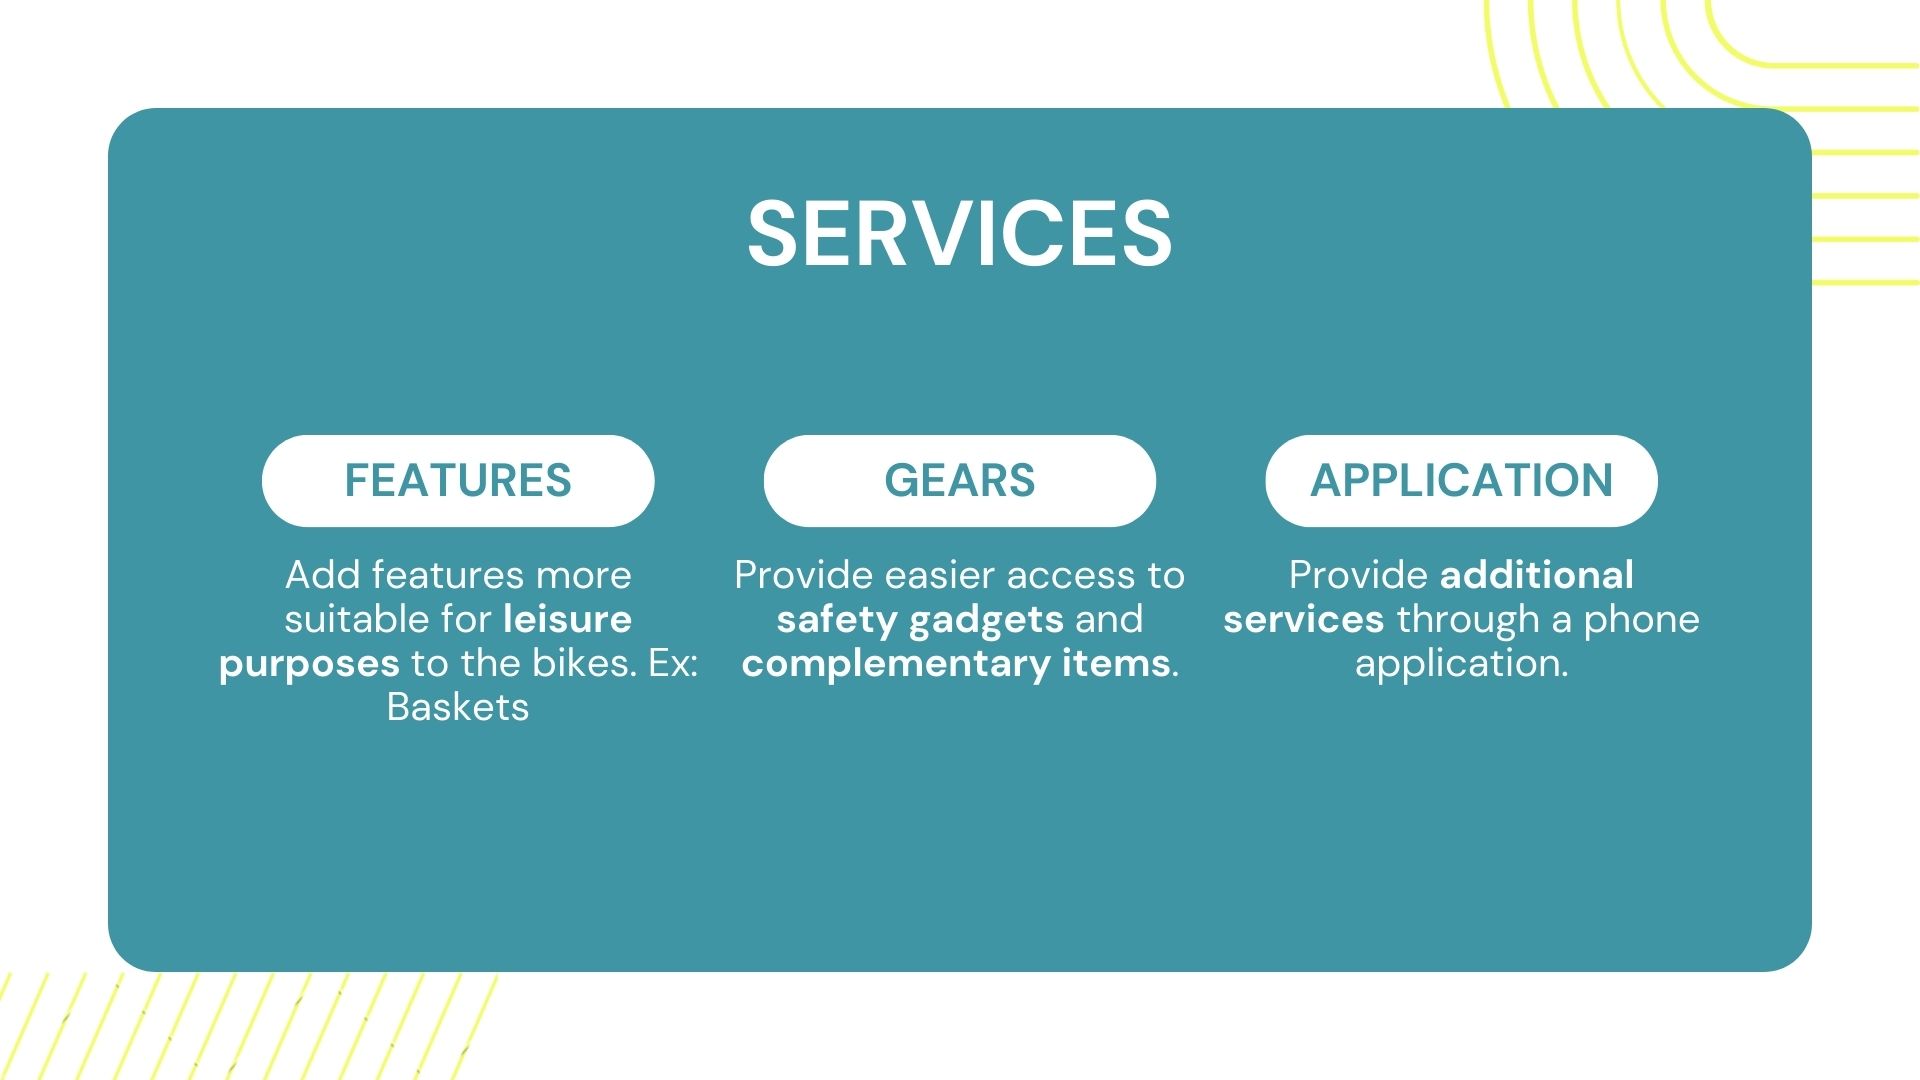 SERVICES
FEATURES
Add features more
suitable for leisure
purposes to the bikes. Ex:
Baskets
GEARS
Provide easier access to
safety gadgets and
complementary items.
APPLICATION
Provide additional
services through a phone
application.